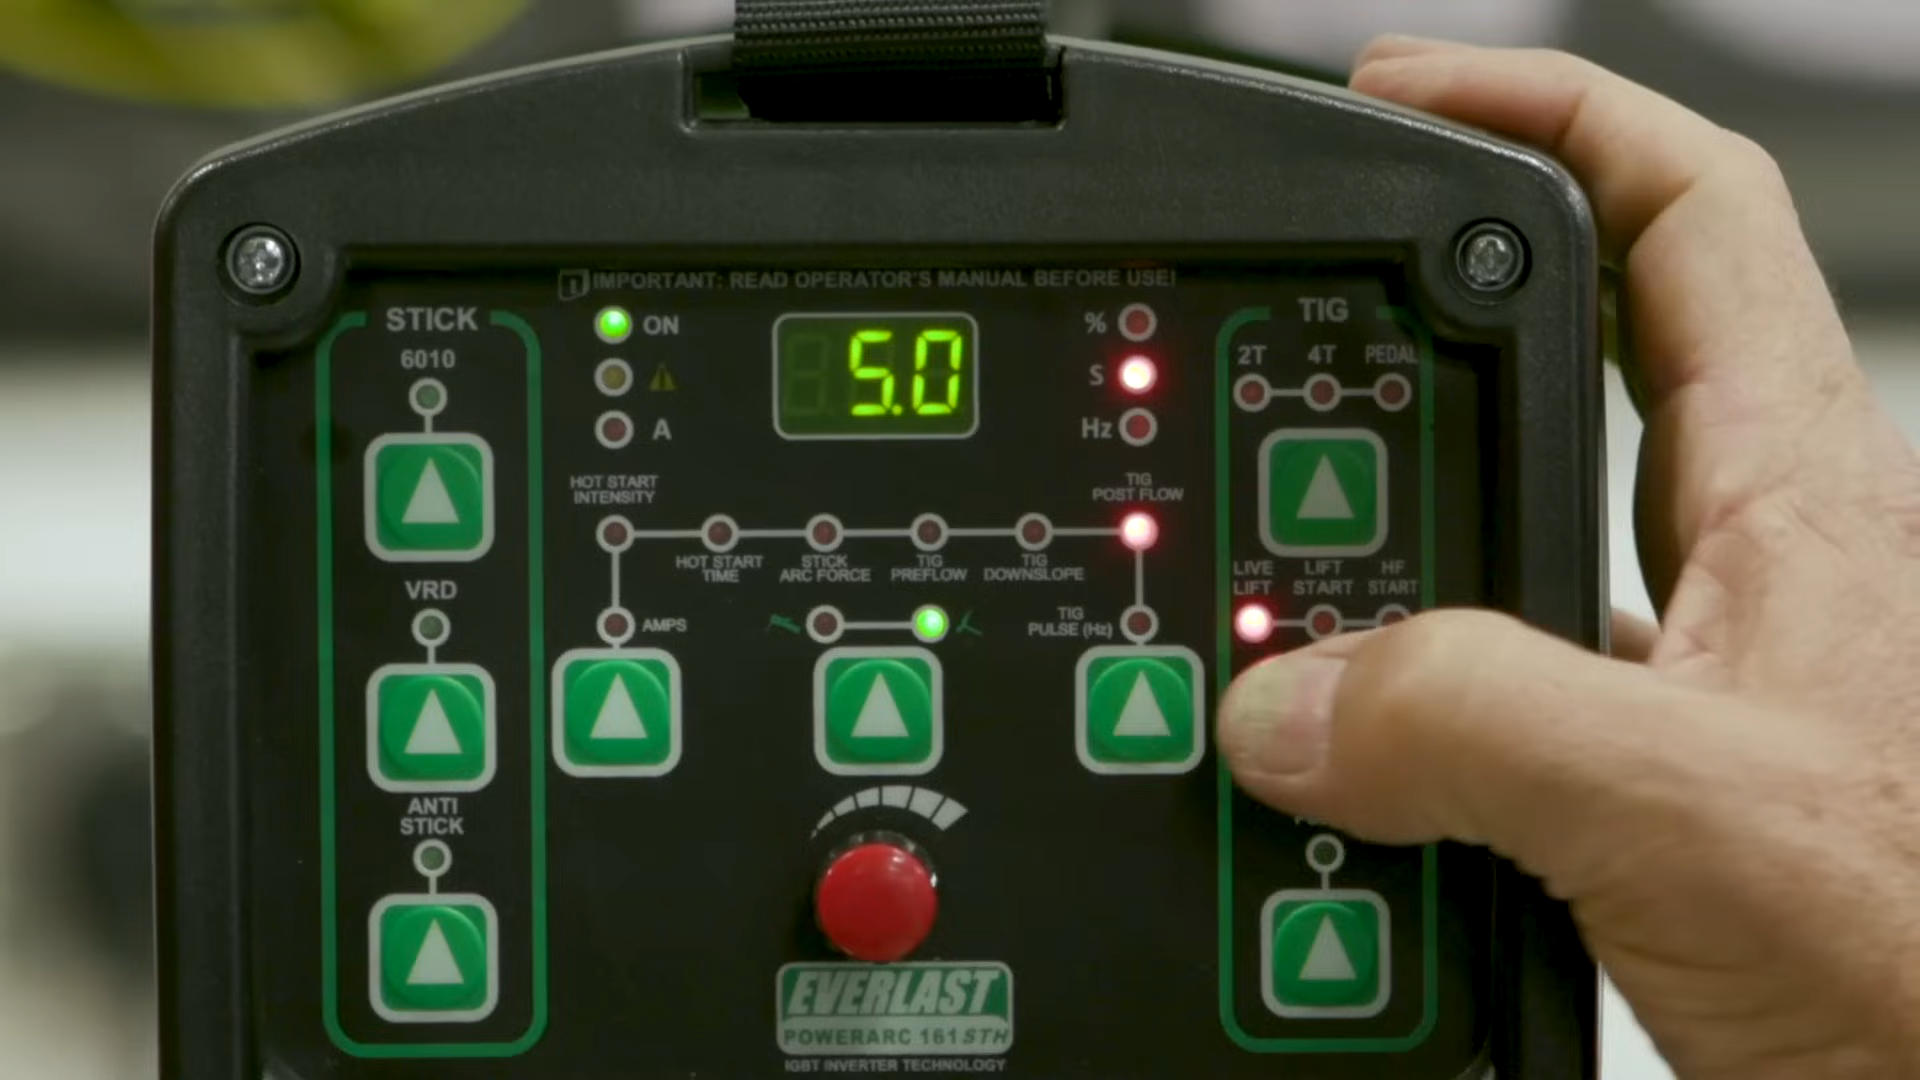 IMPORTANT: READ OPERATOR'S MANUAL BEFORE USE!
STICK
6010
VRD
ANTI
STICK
ON
A
5.0
%
S
Hz
HOT START
INTENSITY
HOT START
TIME
STICK
ARC FORCE
TIG
PREFLOW
TIG
DOWNSLOPE
TIG
POST FLOW
AMPS
TIG
PULSE (Hz)
TIG
2T 4T PEDAL
LIVE
LIFT
LIFT
START
HF
START
EVERLAST
POWERARC 161 STH
IGBT INVERTER TECHNOLOGY